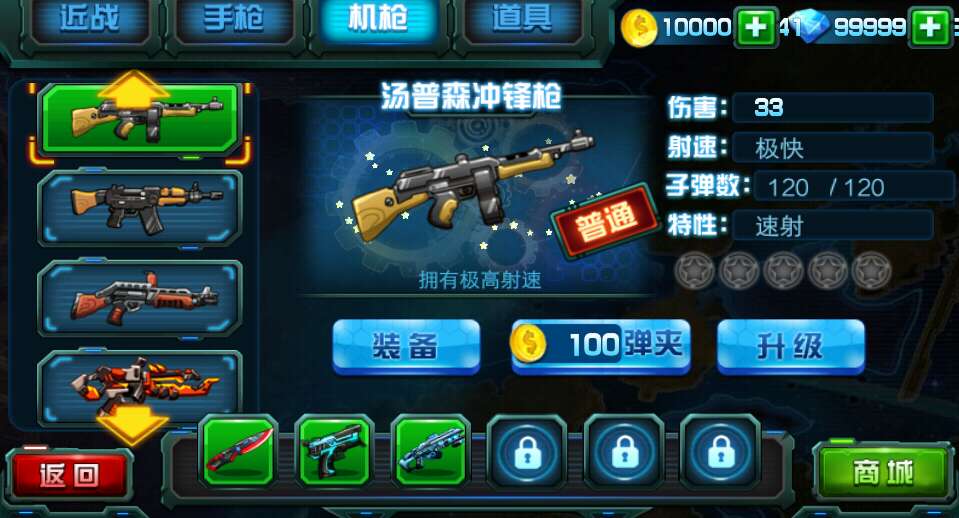 近战 手枪 机枪 道具 10000 41 99999
汤普森冲锋枪
伤害: 33
射速: 极快
子弹数: 120 / 120
特性: 速射
普通
拥有极高射速
装备 100弹夹 升级
返回 商城